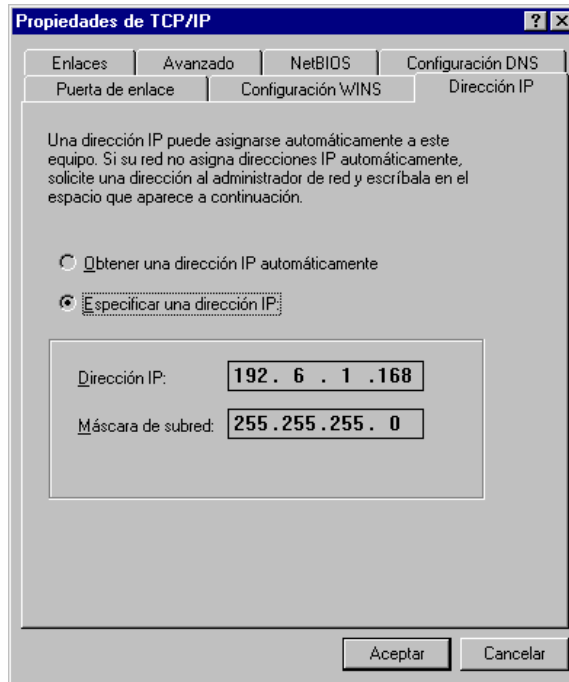 Propiedades de TCP/IP
Enlaces Avanzado NetBIOS Configuración DNS
Puerta de enlace Configuración WINS Dirección IP
Una dirección IP puede asignarse automáticamente a este
equipo. Si su red no asigna direcciones IP automáticamente,
solicite una dirección al administrador de red y escríbala en el
espacio que aparece a continuación.
Obtener una dirección IP automáticamente
Especificar una dirección IP:
Dirección IP: 192. 6 . 1 .168
Máscara de subred: 255.255.255. 0
Aceptar Cancelar